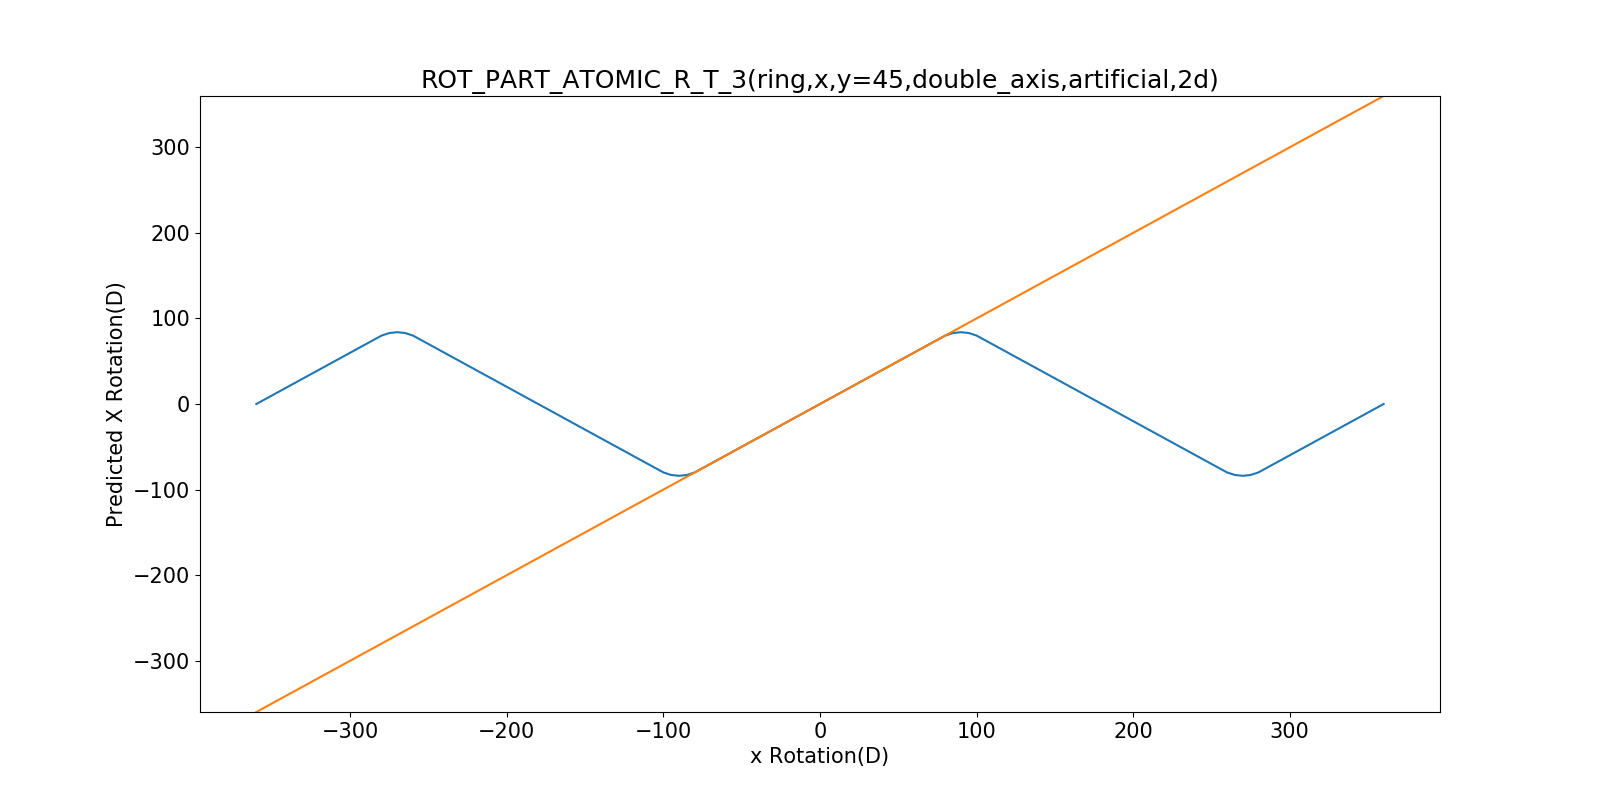 ROT_PART_ATOMIC_R_T_3(ring,x,y=45,double_axis,artificial,2d)
300
200
100
0
−100
−200
−300
Predicted X Rotation(D)
−300 −200 −100 0 100 200 300
x Rotation(D)